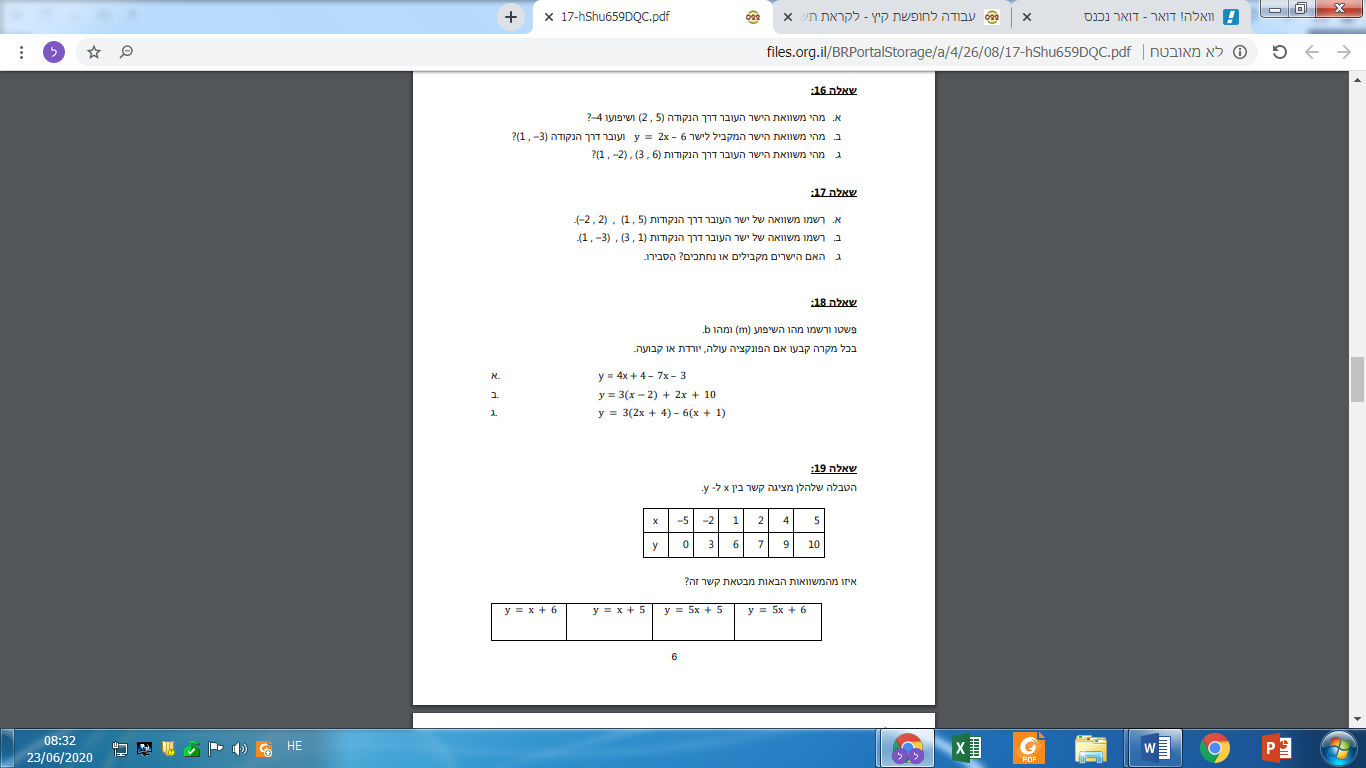 17-hShu659DQC.pdf
עבודה לחופשת קיץ - לקראת תש
וואלה! דואר - דואר נכנס
ל
files.org.il/BRPortalStorage/a/4/26/08/17-hShu659DQC.pdf | לא מאובטח
שאלה 16:
א. מהי משוואת הישר העובר דרך הנקודה (2 , 5) ושיפועו 4–?
ב. מהי משוואת הישר המקביל לישר y = 2x – 6 ועובר דרך הנקודה (1 , –3)?
ג. מהי משוואת הישר העובר דרך הנקודות (3 , 6) , (1 , –2)?
שאלה 17:
א. רִשמו משוואה של ישר העובר דרך הנקודות (1 , 5) , (–2 , 2).
ב. רִשמו משוואה של ישר העובר דרך הנקודות (3 , 1) , (1 , –3).
ג. האם הישרים מקבילים או נחתכים? הסבירו.
שאלה 18:
פשטו ורִשמו מהו השיפוע (m) ומהו b.
בכל מקרה קִבעו אם הפונקציה עולה, יורדת או קבועה.
א. y = 4x + 4 – 7x – 3
ב. y = 3(x − 2) + 2x + 10
ג. y = 3(2x + 4) – 6(x + 1)
שאלה 19:
הטבלה שלהלן מציגה קשר בין x ל- y.
x –5 –2 1 2 4 5
y 0 3 6 7 9 10
איזו מהמשוואות הבאות מבטאת קשר זה?
y = x + 6 y = x + 5 y = 5x + 5 y = 5x + 6
6
08:32
23/06/2020
HE
PDF